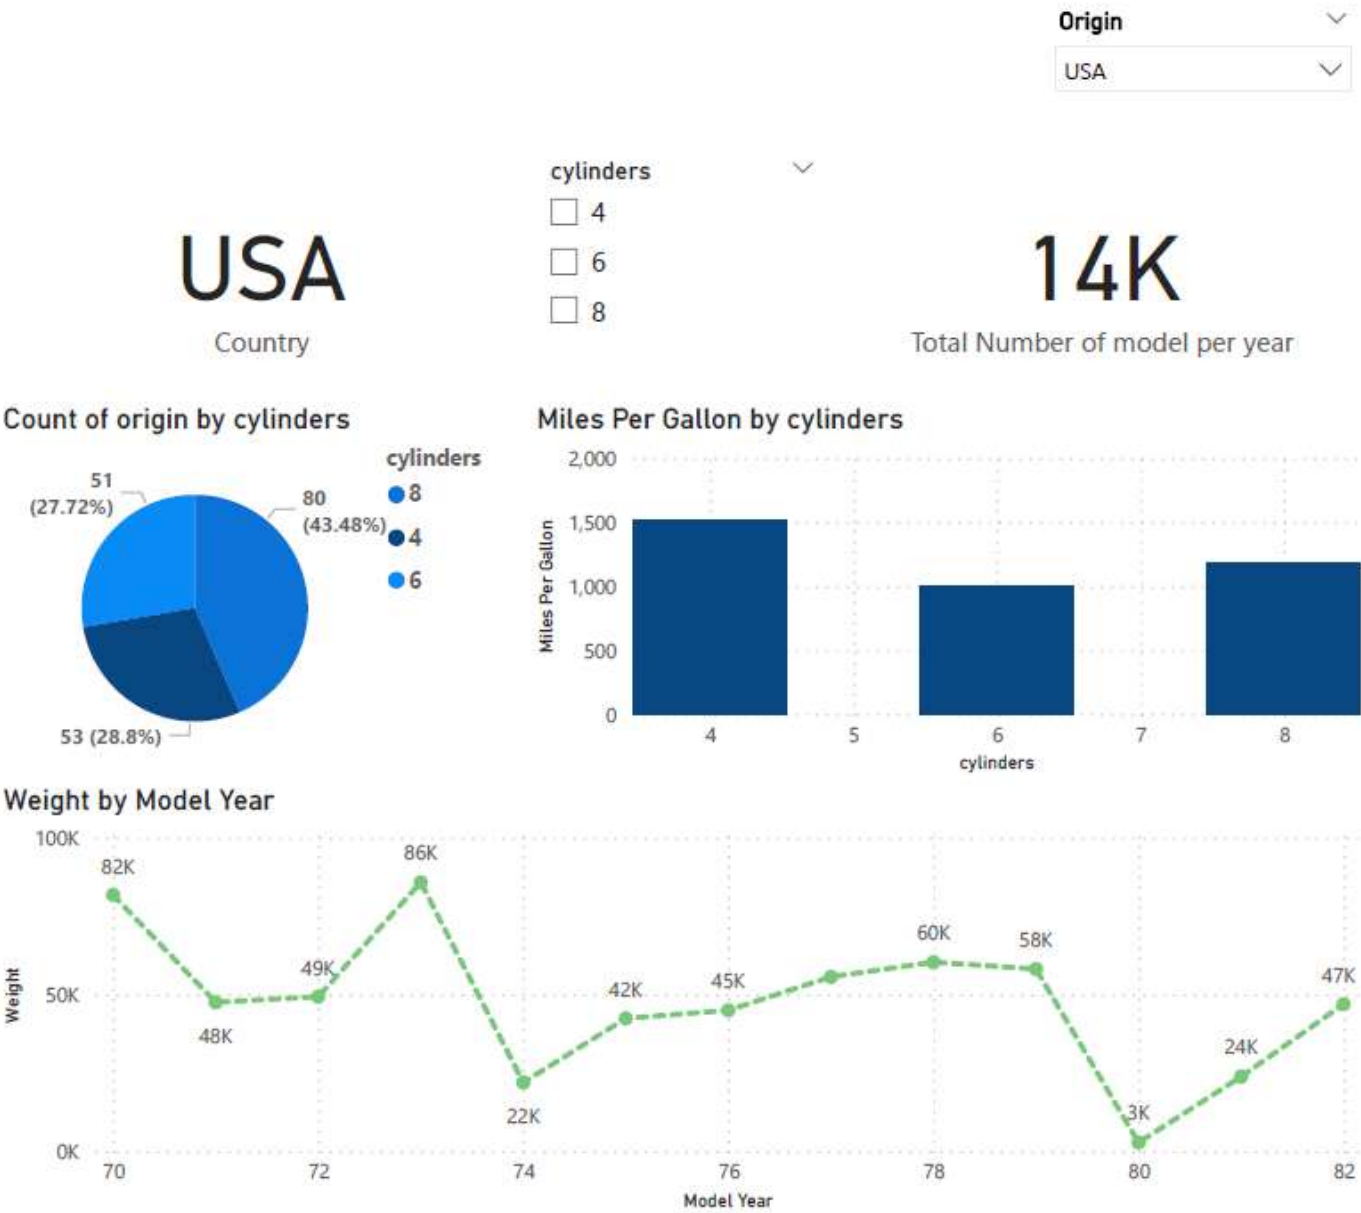 Origin
USA
cylinders
4
6
8
USA
Country
14K
Total Number of model per year
Count of origin by cylinders
cylinders
8
4
6
51
(27.72%)
80
(43.48%)
53 (28.8%)
Miles Per Gallon by cylinders
Miles Per Gallon
2,000
1,500
1,000
500
0
4 5 6 7 8
cylinders
Weight by Model Year
Weight
100K
50K
0K
82K
48K
49K
86K
22K
42K
45K
60K
58K
3K
24K
47K
70 72 74 76 78 80 82
Model Year